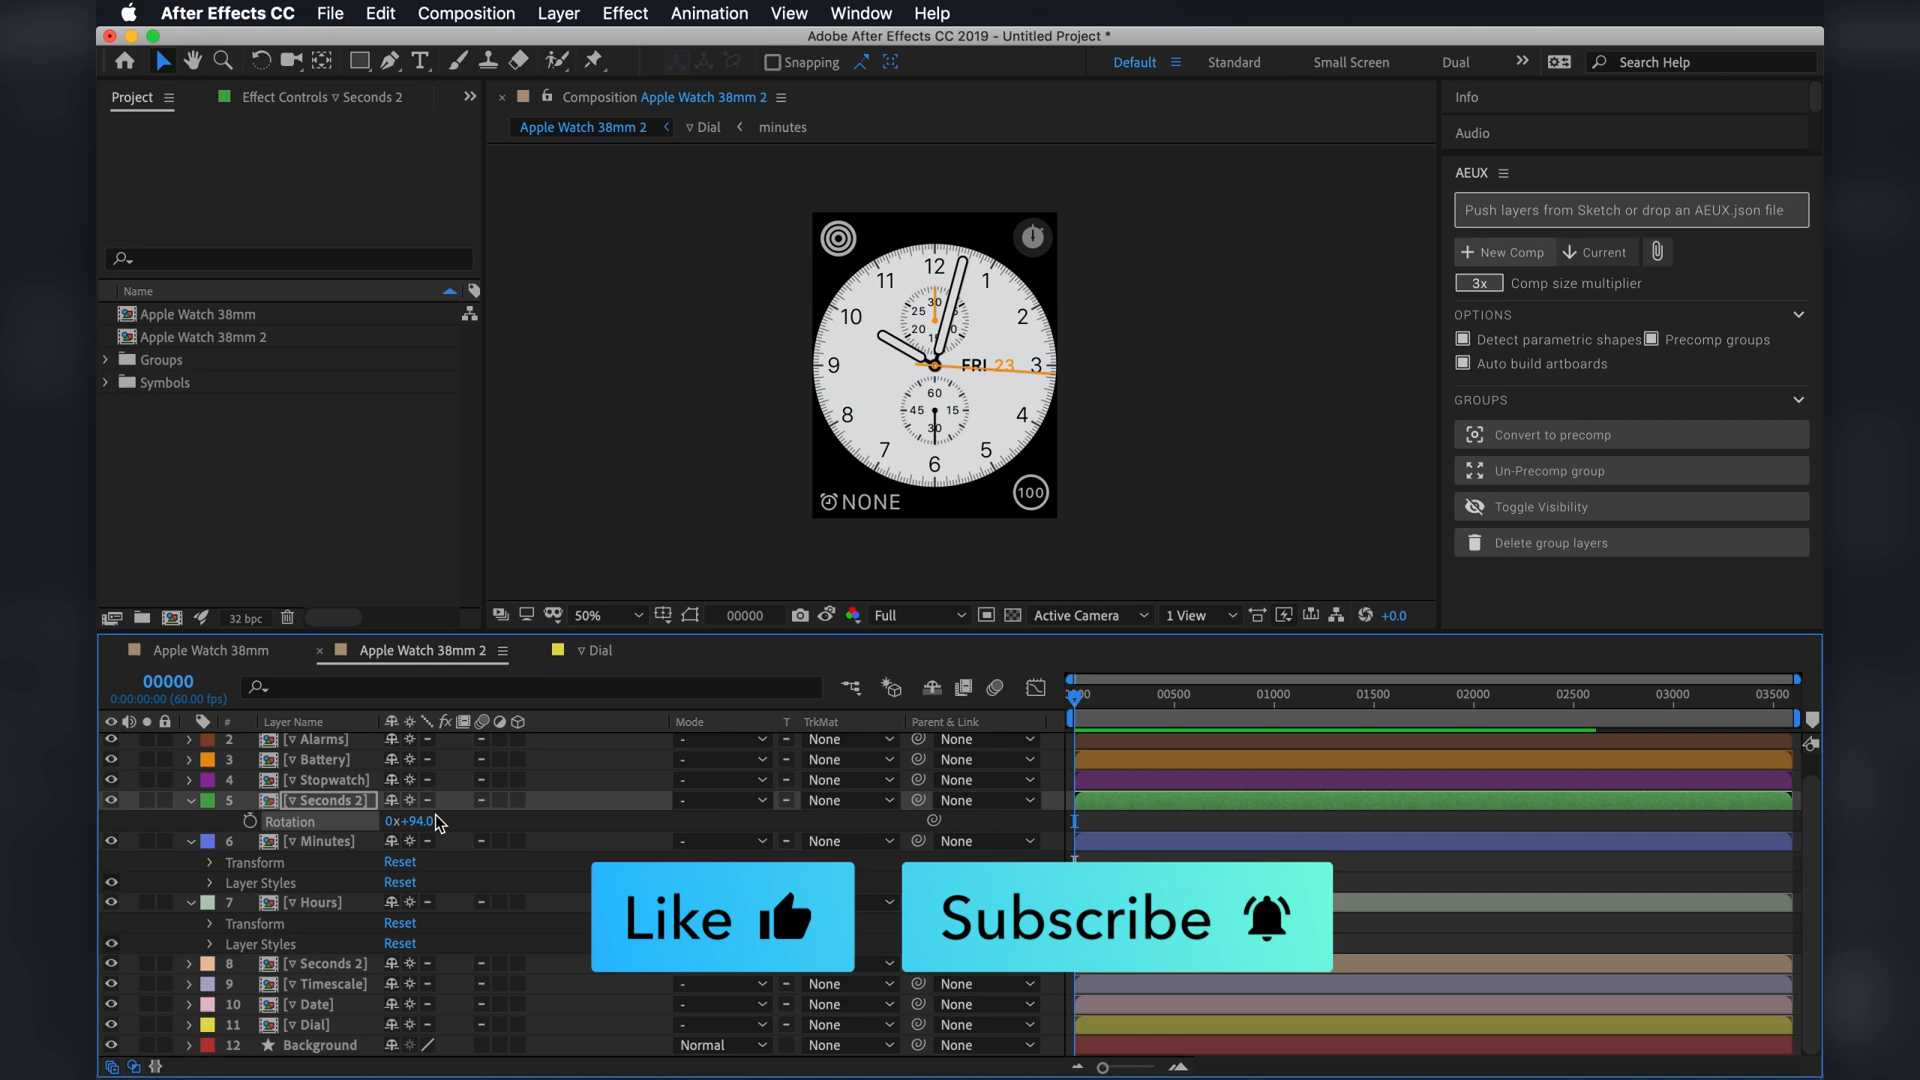 After Effects CC File Edit Composition Layer Effect Animation View Window Help
Adobe After Effects CC 2019 - Untitled Project *
Snapping Default Standard Small Screen Dual Search Help
Project Effect Controls ▿ Seconds 2
Composition Apple Watch 38mm 2
Apple Watch 38mm 2 ▿ Dial minutes
Info
Audio
AEUX
Push layers from Sketch or drop an AEUX.json file
New Comp Current
3x Comp size multiplier
OPTIONS
Detect parametric shapes Precomp groups
Auto build artboards
GROUPS
Convert to precomp
Un-Precomp group
Toggle Visibility
Delete group layers
Name
Apple Watch 38mm
Apple Watch 38mm 2
Groups
Symbols
12
11 1
30
25
10 2
20
9 FRI 23 3
60
8 45 15 4
30
7 5
6
NONE 100
32 bpc
50% 00000 Full Active Camera 1 View +0.0
Apple Watch 38mm Apple Watch 38mm 2 ▿ Dial
00000
0:00:00:00 (60.00 fps)
00500 01000 01500 02000 02500 03000 03500
# Layer Name Mode T TrkMat Parent & Link
2 [▿ Alarms] - None None
3 [▿ Battery] - None None
4 [▿ Stopwatch] - None None
5 [▿ Seconds 2] - None None
Rotation 0x+94.0
6 [▿ Minutes] - None None
Transform Reset
Layer Styles Reset
7 [▿ Hours]
Transform Reset
Layer Styles Reset
8 [▿ Seconds 2]
9 [▿ Timescale] - None None
10 [▿ Date] - None None
11 [▿ Dial] - None None
12 Background Normal None None
Like
Subscribe